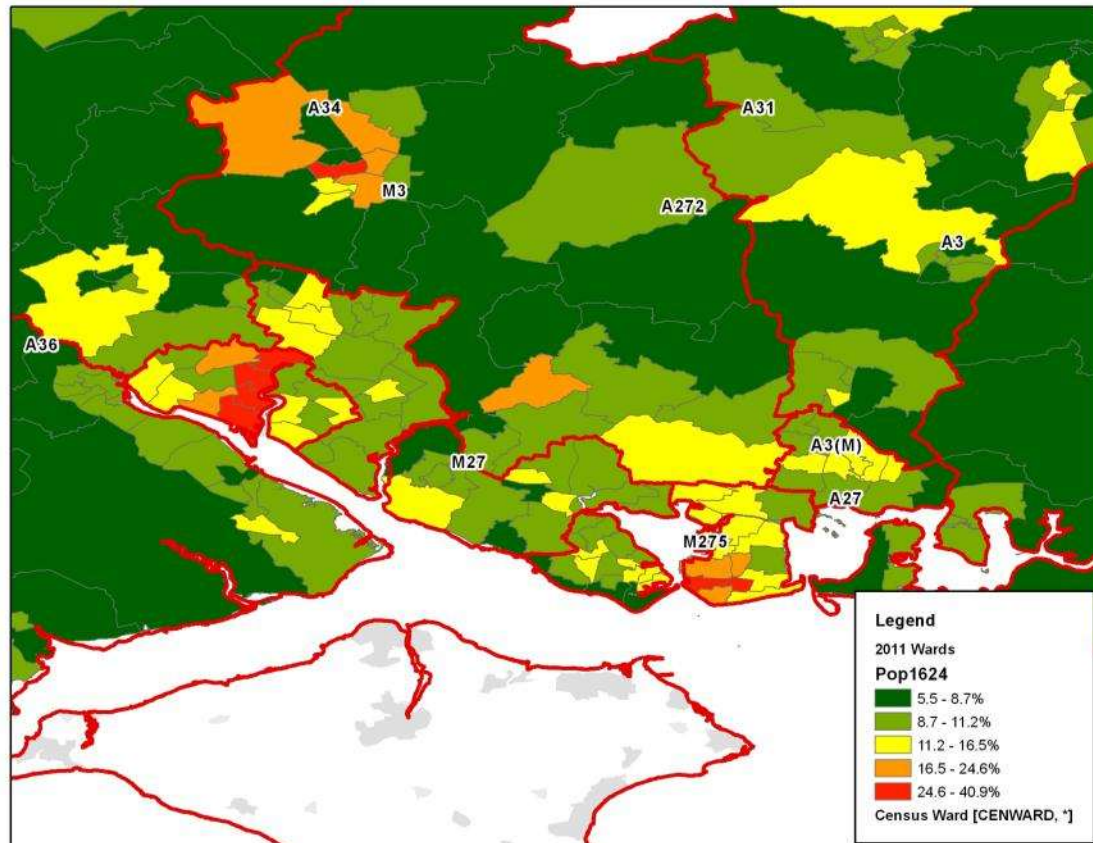 A34
A31
M3
A272
A3
A36
A3(M)
M27
A27
M275
Legend
2011 Wards
Pop1624
5.5 - 8.7%
8.7 - 11.2%
11.2 - 16.5%
16.5 - 24.6%
24.6 - 40.9%
Census Ward [CENWARD, *]